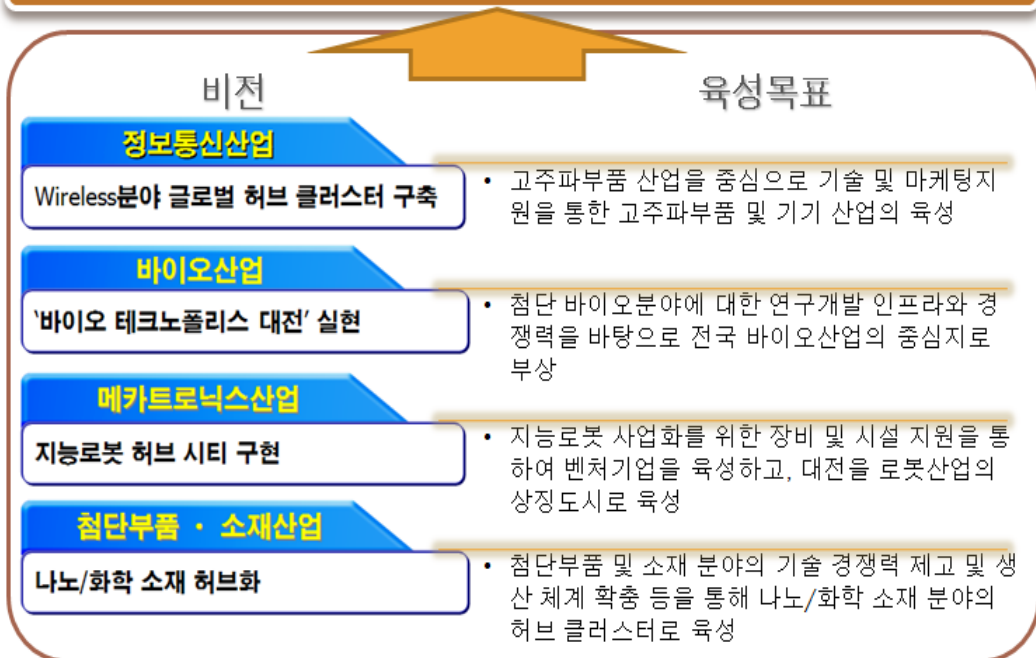 비전
육성목표
정보통신산업
Wireless분야 글로벌 허브 클러스터 구축
• 고주파부품 산업을 중심으로 기술 및 마케팅지
원을 통한 고주파부품 및 기기 산업의 육성
바이오산업
'바이오 테크노폴리스 대전' 실현
• 첨단 바이오분야에 대한 연구개발 인프라와 경
쟁력을 바탕으로 전국 바이오산업의 중심지로
부상
메카트로닉스산업
지능로봇 허브 시티 구현
• 지능로봇 사업화를 위한 장비 및 시설 지원을 통
하여 벤처기업을 육성하고, 대전을 로봇산업의
상징도시로 육성
첨단부품 · 소재산업
나노/화학 소재 허브화
• 첨단부품 및 소재 분야의 기술 경쟁력 제고 및 생
산 체계 확충 등을 통해 나노/화학 소재 분야의
허브 클러스터로 육성